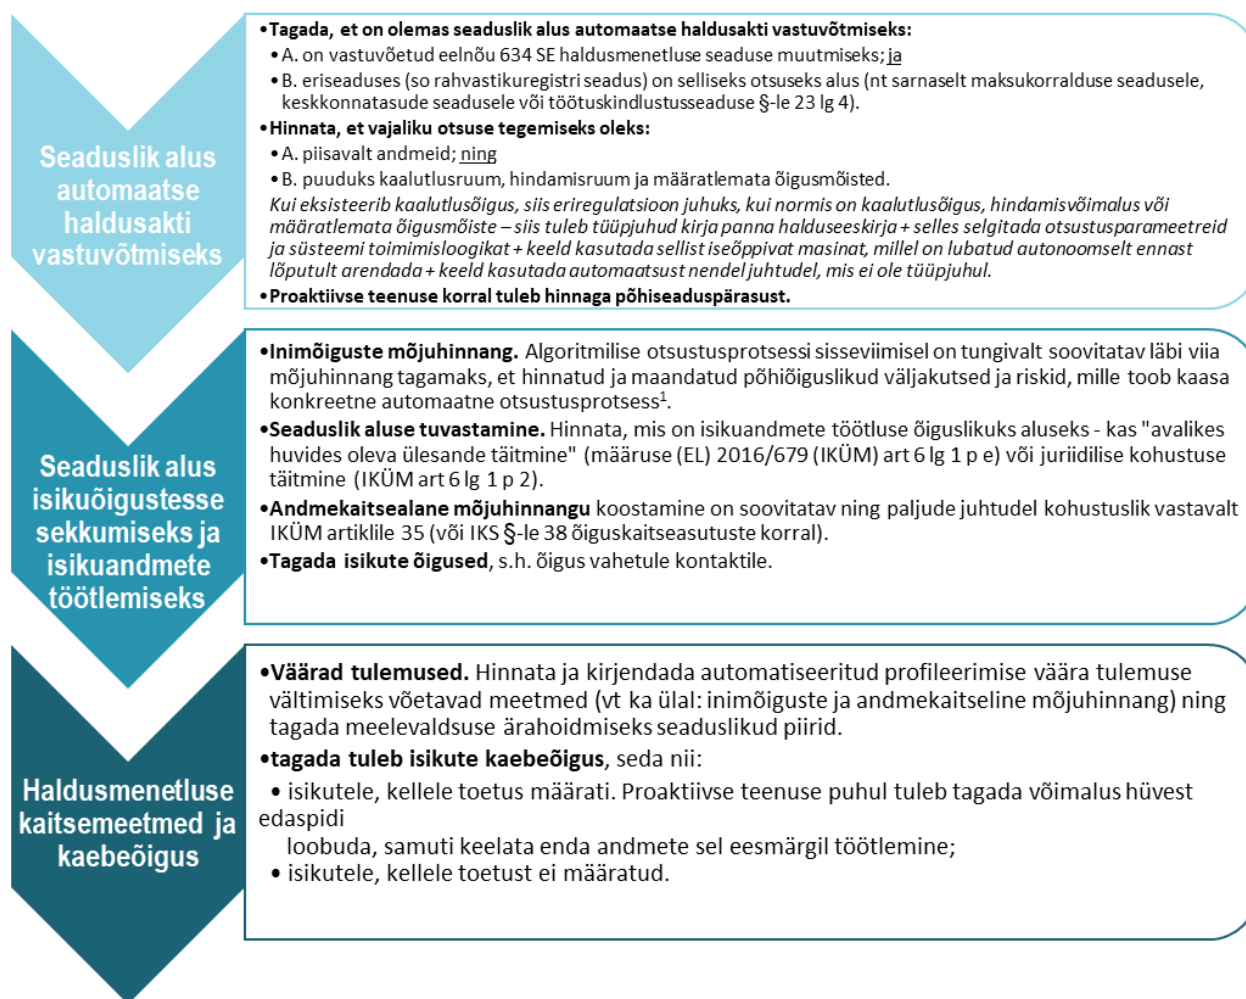 Seaduslik alus
automaatse
haldusakti
vastuvõtmiseks
•Tagada, et on olemas seaduslik alus automaatse haldusakti vastuvõtmiseks:
•A. on vastuvõetud eelnõu 634 SE haldusmenetluse seaduse muutmiseks; ja
•B. eriseaduses (so rahvastikuregistri seadus) on selliseks otsuseks alus (nt sarnaselt maksukorralduse seadusele,
keskkonnatasude seadusele või töötuskindlustusseaduse §-le 23 lg 4).
•Hinnata, et vajaliku otsuse tegemiseks oleks:
•A. piisavalt andmeid; ning
•B. puuduks kaalutlusruum, hindamisruum ja määratlemata õigusmõisted.
Kui eksisteerib kaalutlusõigus, siis eriregulatsioon juhuks, kui normis on kaalutlusõigus, hindamisvõimalus või
määratlemata õigusmõiste – siis tuleb tüüpjuhud kirja panna halduseeskirja + selles selgitada otsustusparameetreid
ja süsteemi toimimisloogikat + keeld kasutada sellist iseõppivat masinat, millel on lubatud autonoomselt ennast
lõputult arendada + keeld kasutada automaatsust nendel juhtudel, mis ei ole tüüpjuhul.
•Proaktiivse teenuse korral tuleb hinnaga põhiseaduspärasust.
Seaduslik alus
isikuõigustesse
sekkumiseks ja
isikuandmete
töötlemiseks
•Inimõiguste mõjuhinnang. Algoritmilise otsustusprotsessi sisseviimisel on tungivalt soovitatav läbi viia
mõjuhinnang tagamaks, et hinnatud ja maandatud põhiõiguslikud väljakutsed ja riskid, mille toob kaasa
konkreetne automaatne otsustusprotsess¹.
•Seaduslik aluse tuvastamine. Hinnata, mis on isikuandmete töötluse õiguslikuks aluseks - kas "avalikes
huvides oleva ülesande täitmine" (määruse (EL) 2016/679 (IKÜM) art 6 lg 1 p e) või juriidilise kohustuse
täitmine (IKÜM art 6 lg 1 p 2).
•Andmekaitsealane mõjuhinnangu koostamine on soovitatav ning paljude juhtudel kohustuslik vastavalt
IKÜM artiklile 35 (või IKS §-le 38 õiguskaitseasutuste korral).
•Tagada isikute õigused, s.h. õigus vahetule kontaktile.
Haldusmenetluse
kaitsemeetmed ja
kaebeõigus
•Väärad tulemused. Hinnata ja kirjendada automatiseeritud profileerimise väära tulemuse
vältimiseks võetavad meetmed (vt ka ülal: inimõiguste ja andmekaitseline mõjuhinnang) ning
tagada meelevaldsuse ärahoidmiseks seaduslikud piirid.
•tagada tuleb isikute kaebeõigus, seda nii:
• isikutele, kellele toetus määrati. Proaktiivse teenuse puhul tuleb tagada võimalus hüvest
edaspidi
loobuda, samuti keelata enda andmete sel eesmärgil töötlemine;
• isikutele, kellele toetust ei määratud.